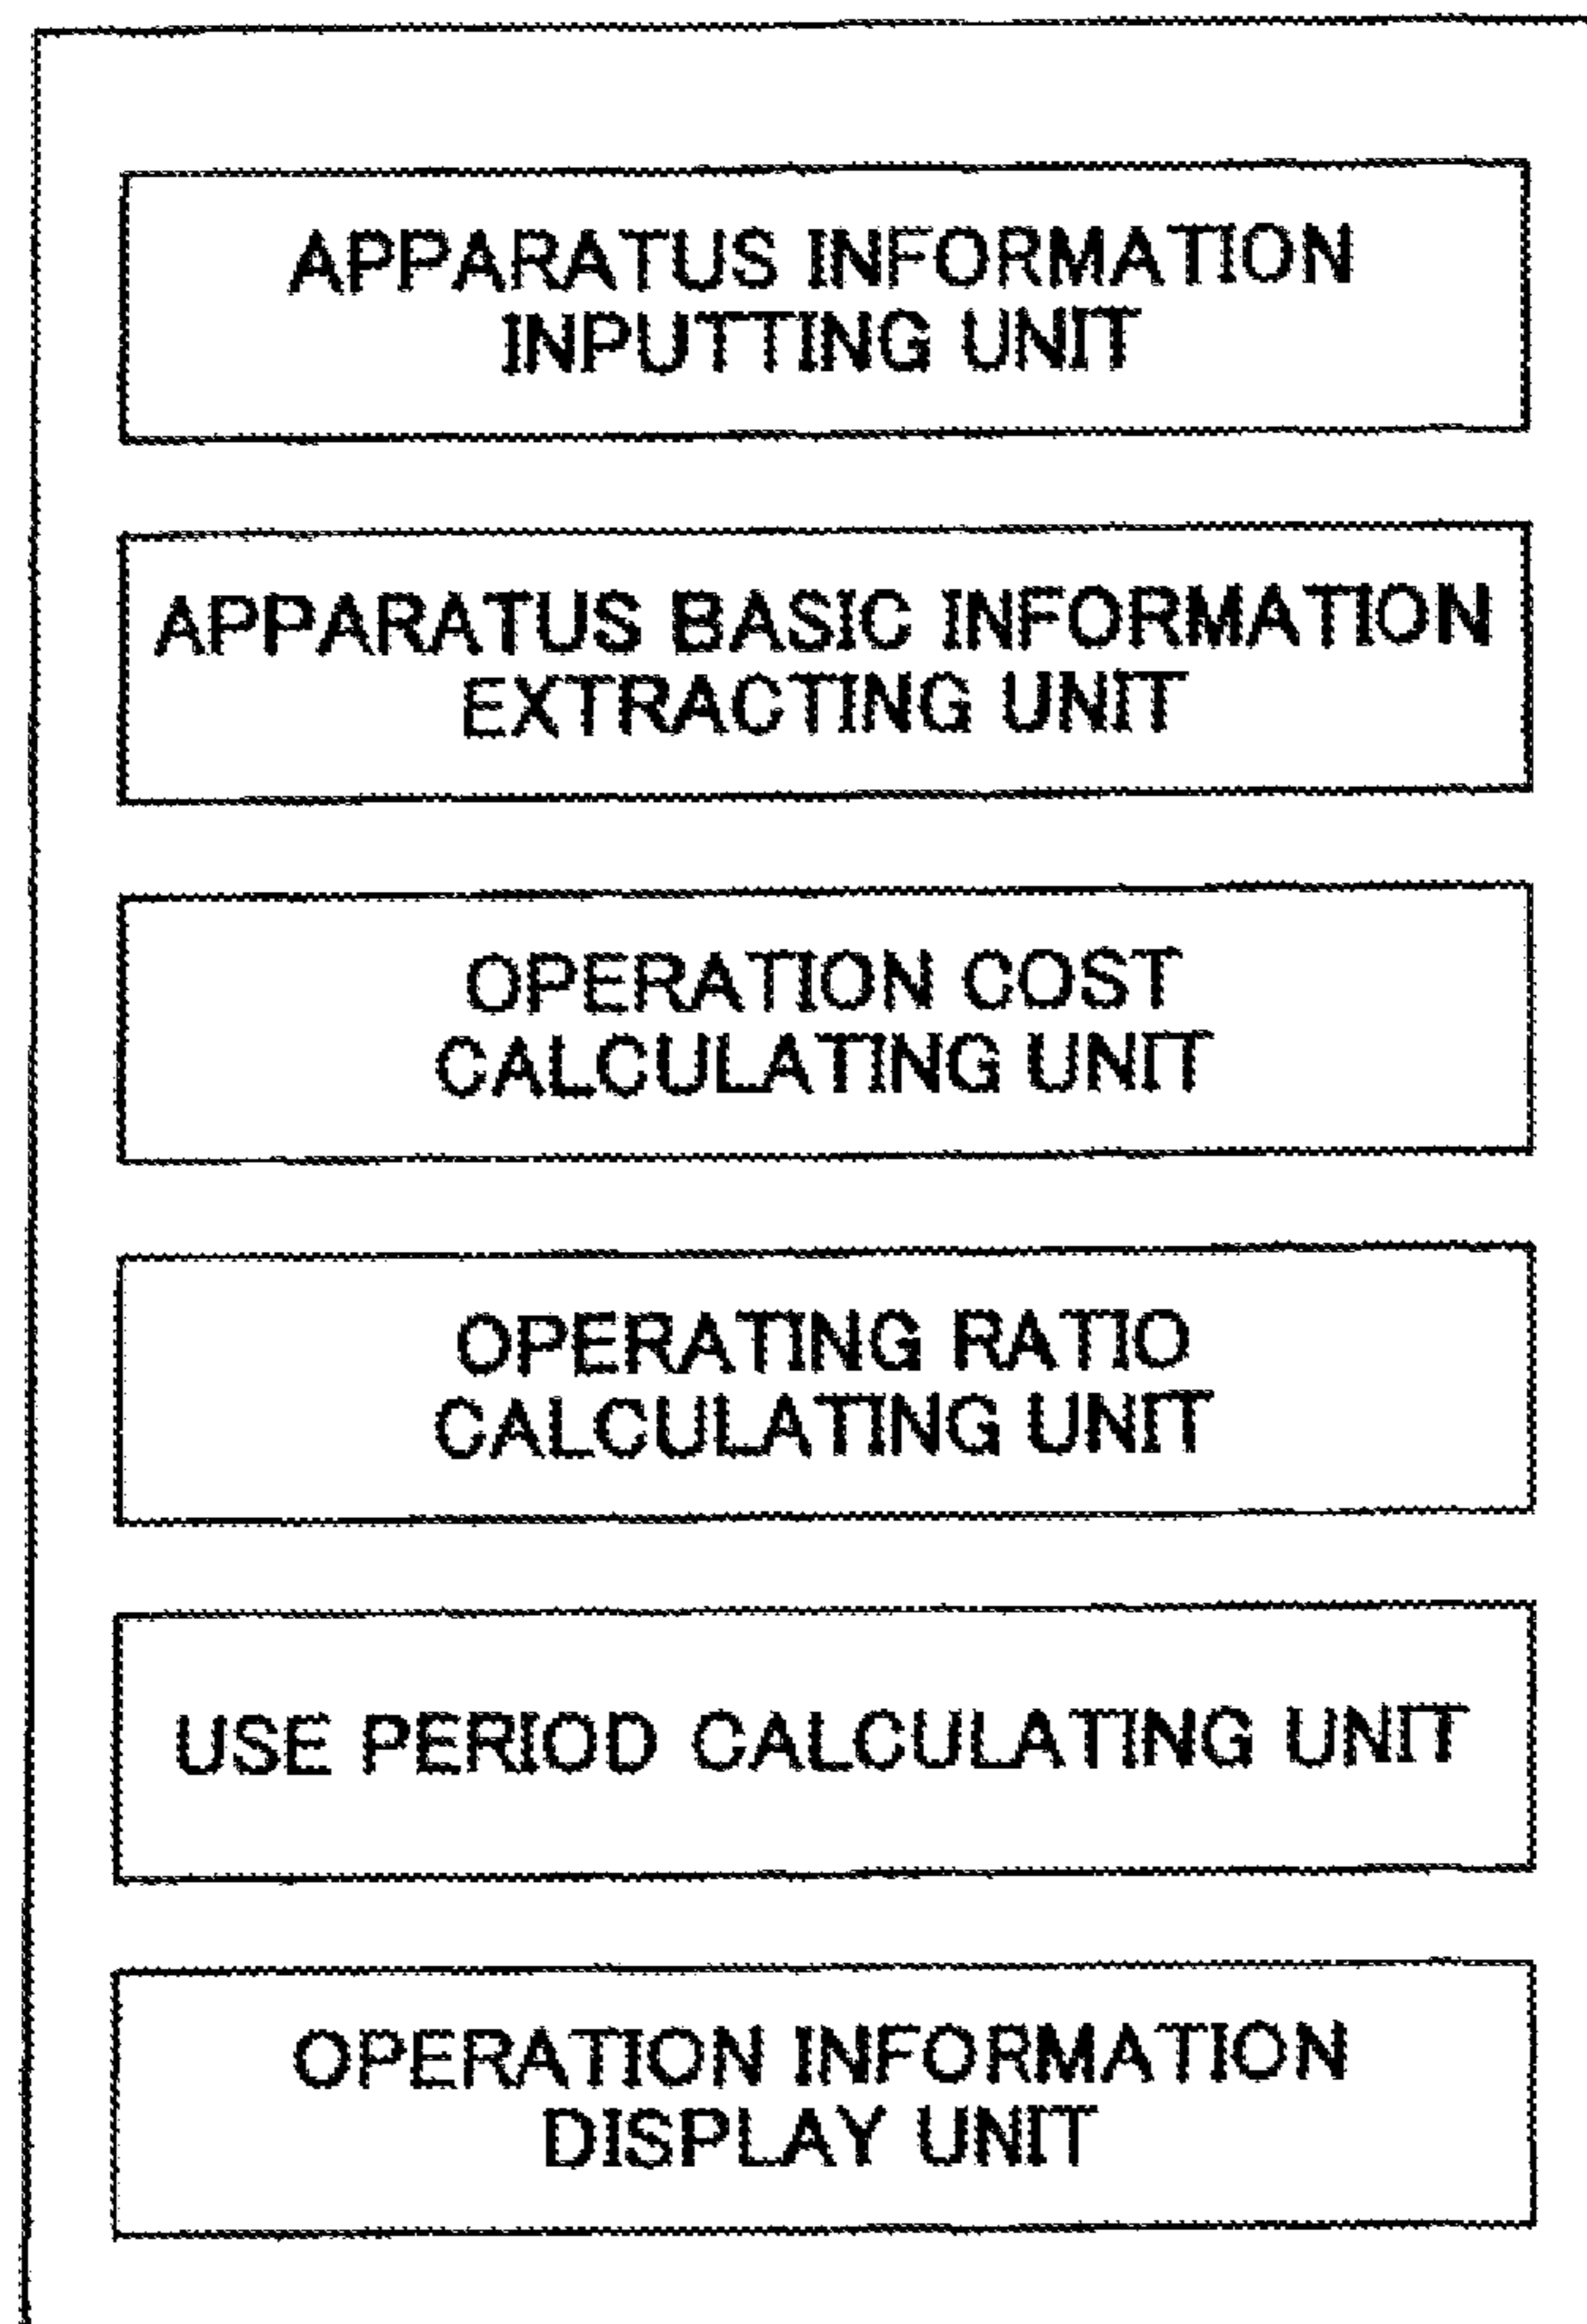 APPARATUS INFORMATION
INPUTTING UNIT
APPARATUS BASIC INFORMATION
EXTRACTING UNIT
OPERATION COST
CALCULATING UNIT
OPERATING RATIO
CALCULATING UNIT
USE PERIOD CALCULATING UNIT
OPERATION INFORMATION
DISPLAY UNIT